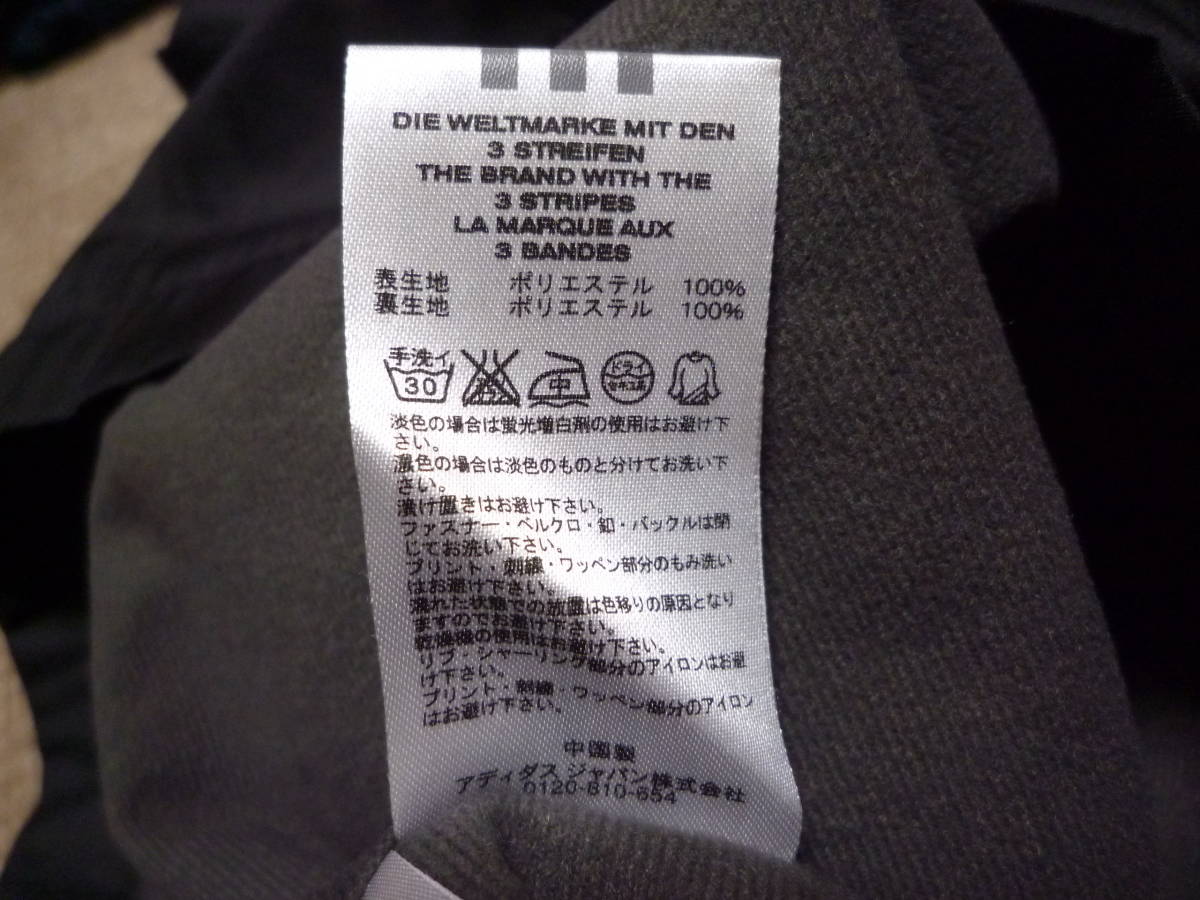 DIE WELTMARKE MIT DEN
3 STREIFEN
THE BRAND WITH THE
3 STRIPES
LA MARQUE AUX
3 BANDES
表生地 ポリエステル 100%
裏生地 ポリエステル 100%
手洗イ
30 中 ドライ
淡色の場合は蛍光増白剤の使用はお避け下
さい。
濃色の場合は淡色のものと分けてお洗い下
さい。
漬け置きはお避け下さい。
ファスナー・ベルクロ・釦・バックルは閉
じてお洗い下さい。
プリント・刺繍・ワッペン部分のもみ洗い
はお避け下さい。
濡れた状態での放置は色移りの原因となり
ますのでお避け下さい。
乾燥機の使用はお避け下さい。
リブ・シャーリング部分のアイロンはお避
け下さい。
プリント・刺繍・ワッペン部分のアイロン
はお避け下さい。
中国製
アディダス ジャパン株式会社
0120-810-654